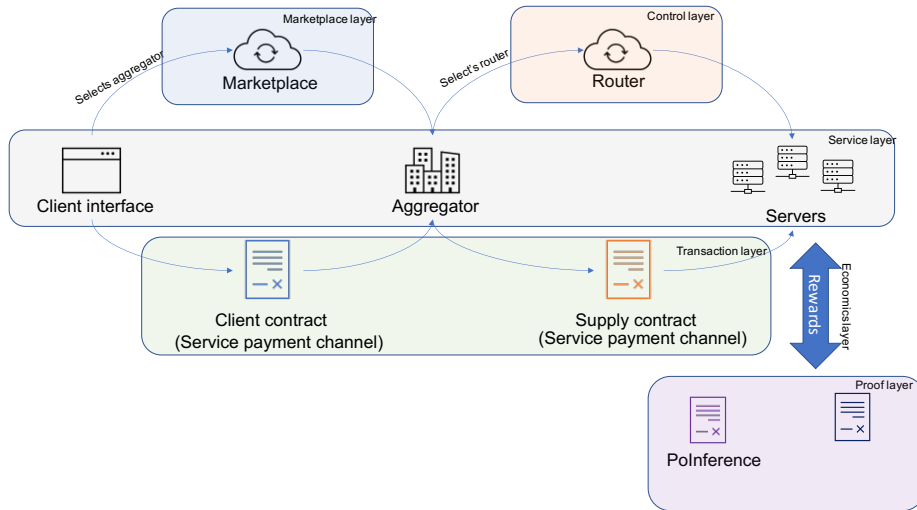 Marketplace layer
Marketplace
Selects aggregator
Control layer
Router
Select's router
Service layer
Client interface
Aggregator
Servers
Transaction layer
Client contract
(Service payment channel)
Supply contract
(Service payment channel)
Rewards
Economics layer
Proof layer
PoInference